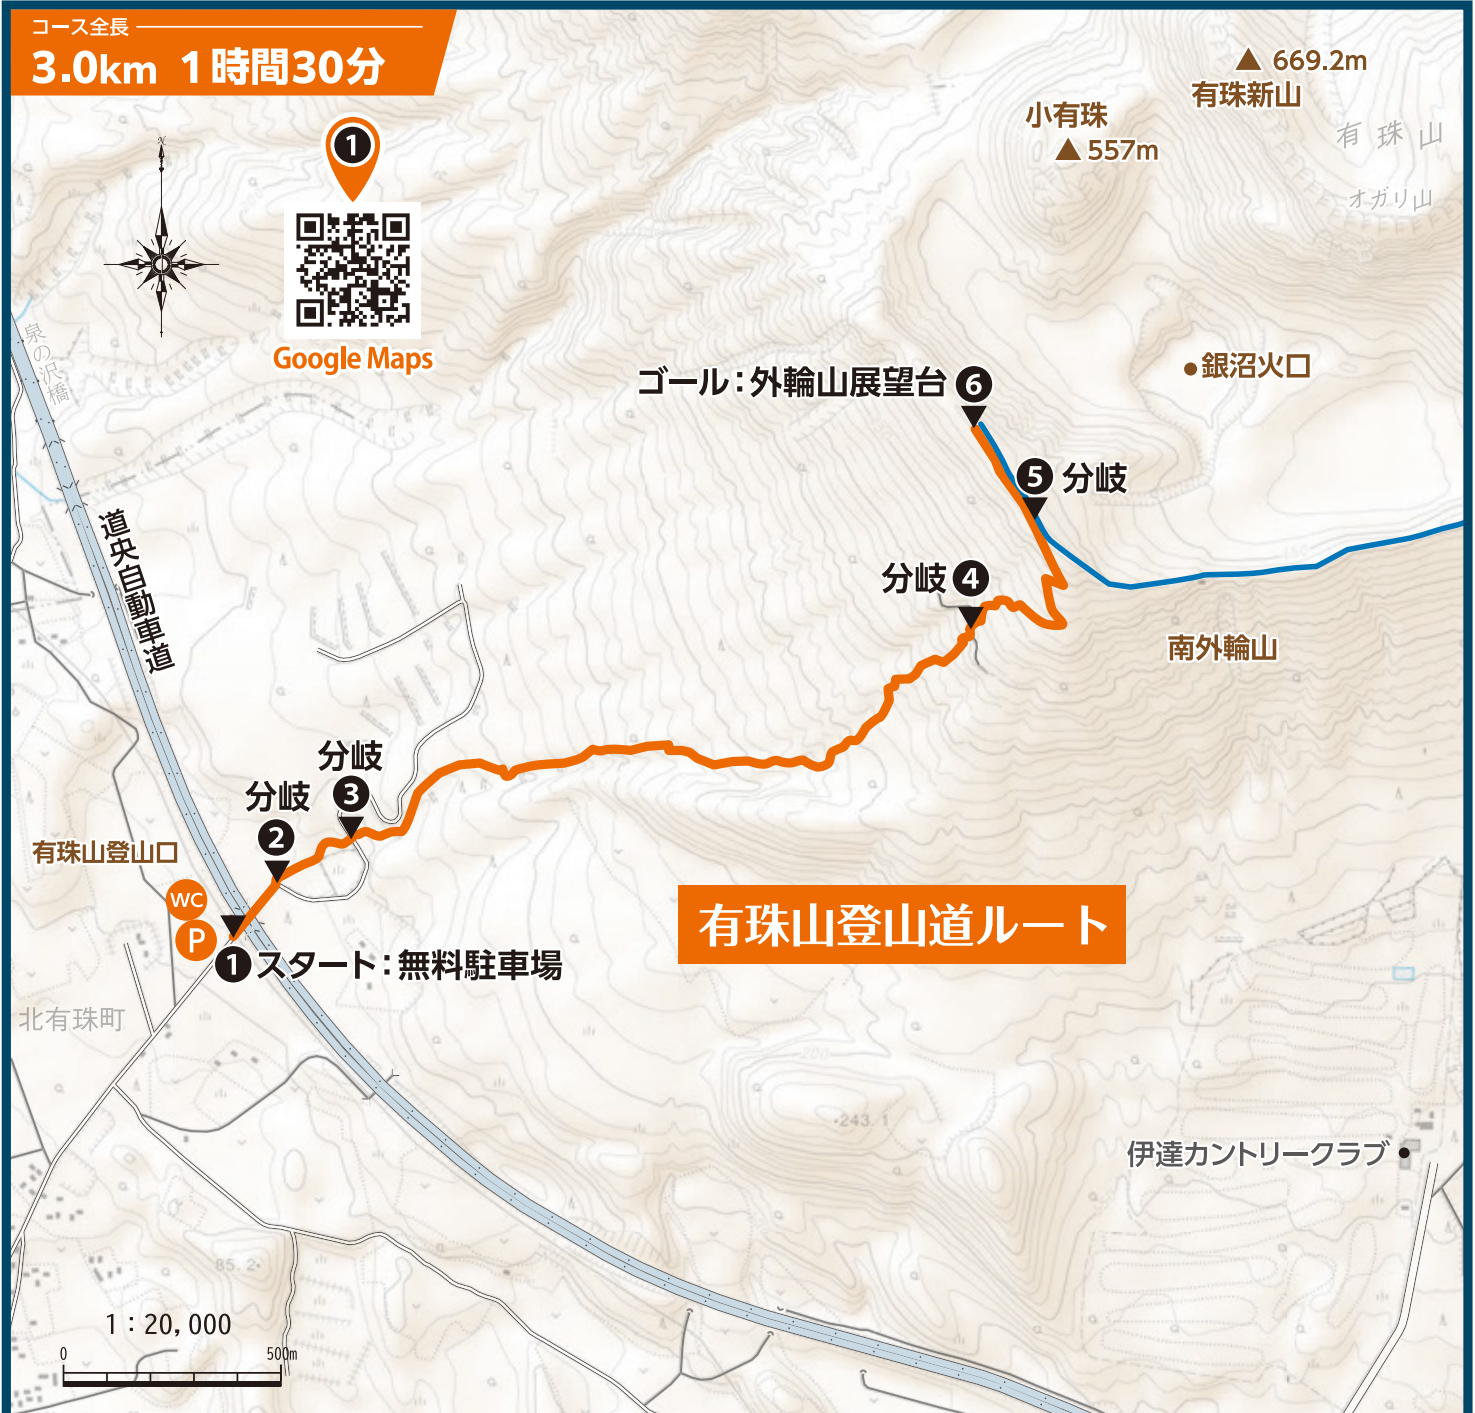 コース全長
3.0km 1時間30分
669.2m
有珠新山
小有珠
557m
有珠山
オガリ山
1
Google Maps
泉の沢橋
道央自動車道
銀沼火口
ゴール:外輪山展望台 6
5 分岐
分岐 4
南外輪山
分岐
3
分岐
2
有珠山登山口
WC
P
1 スタート:無料駐車場
有珠山登山道ルート
北有珠町
243.1
200
伊達カントリークラブ
85.2
1:20,000
0 500m